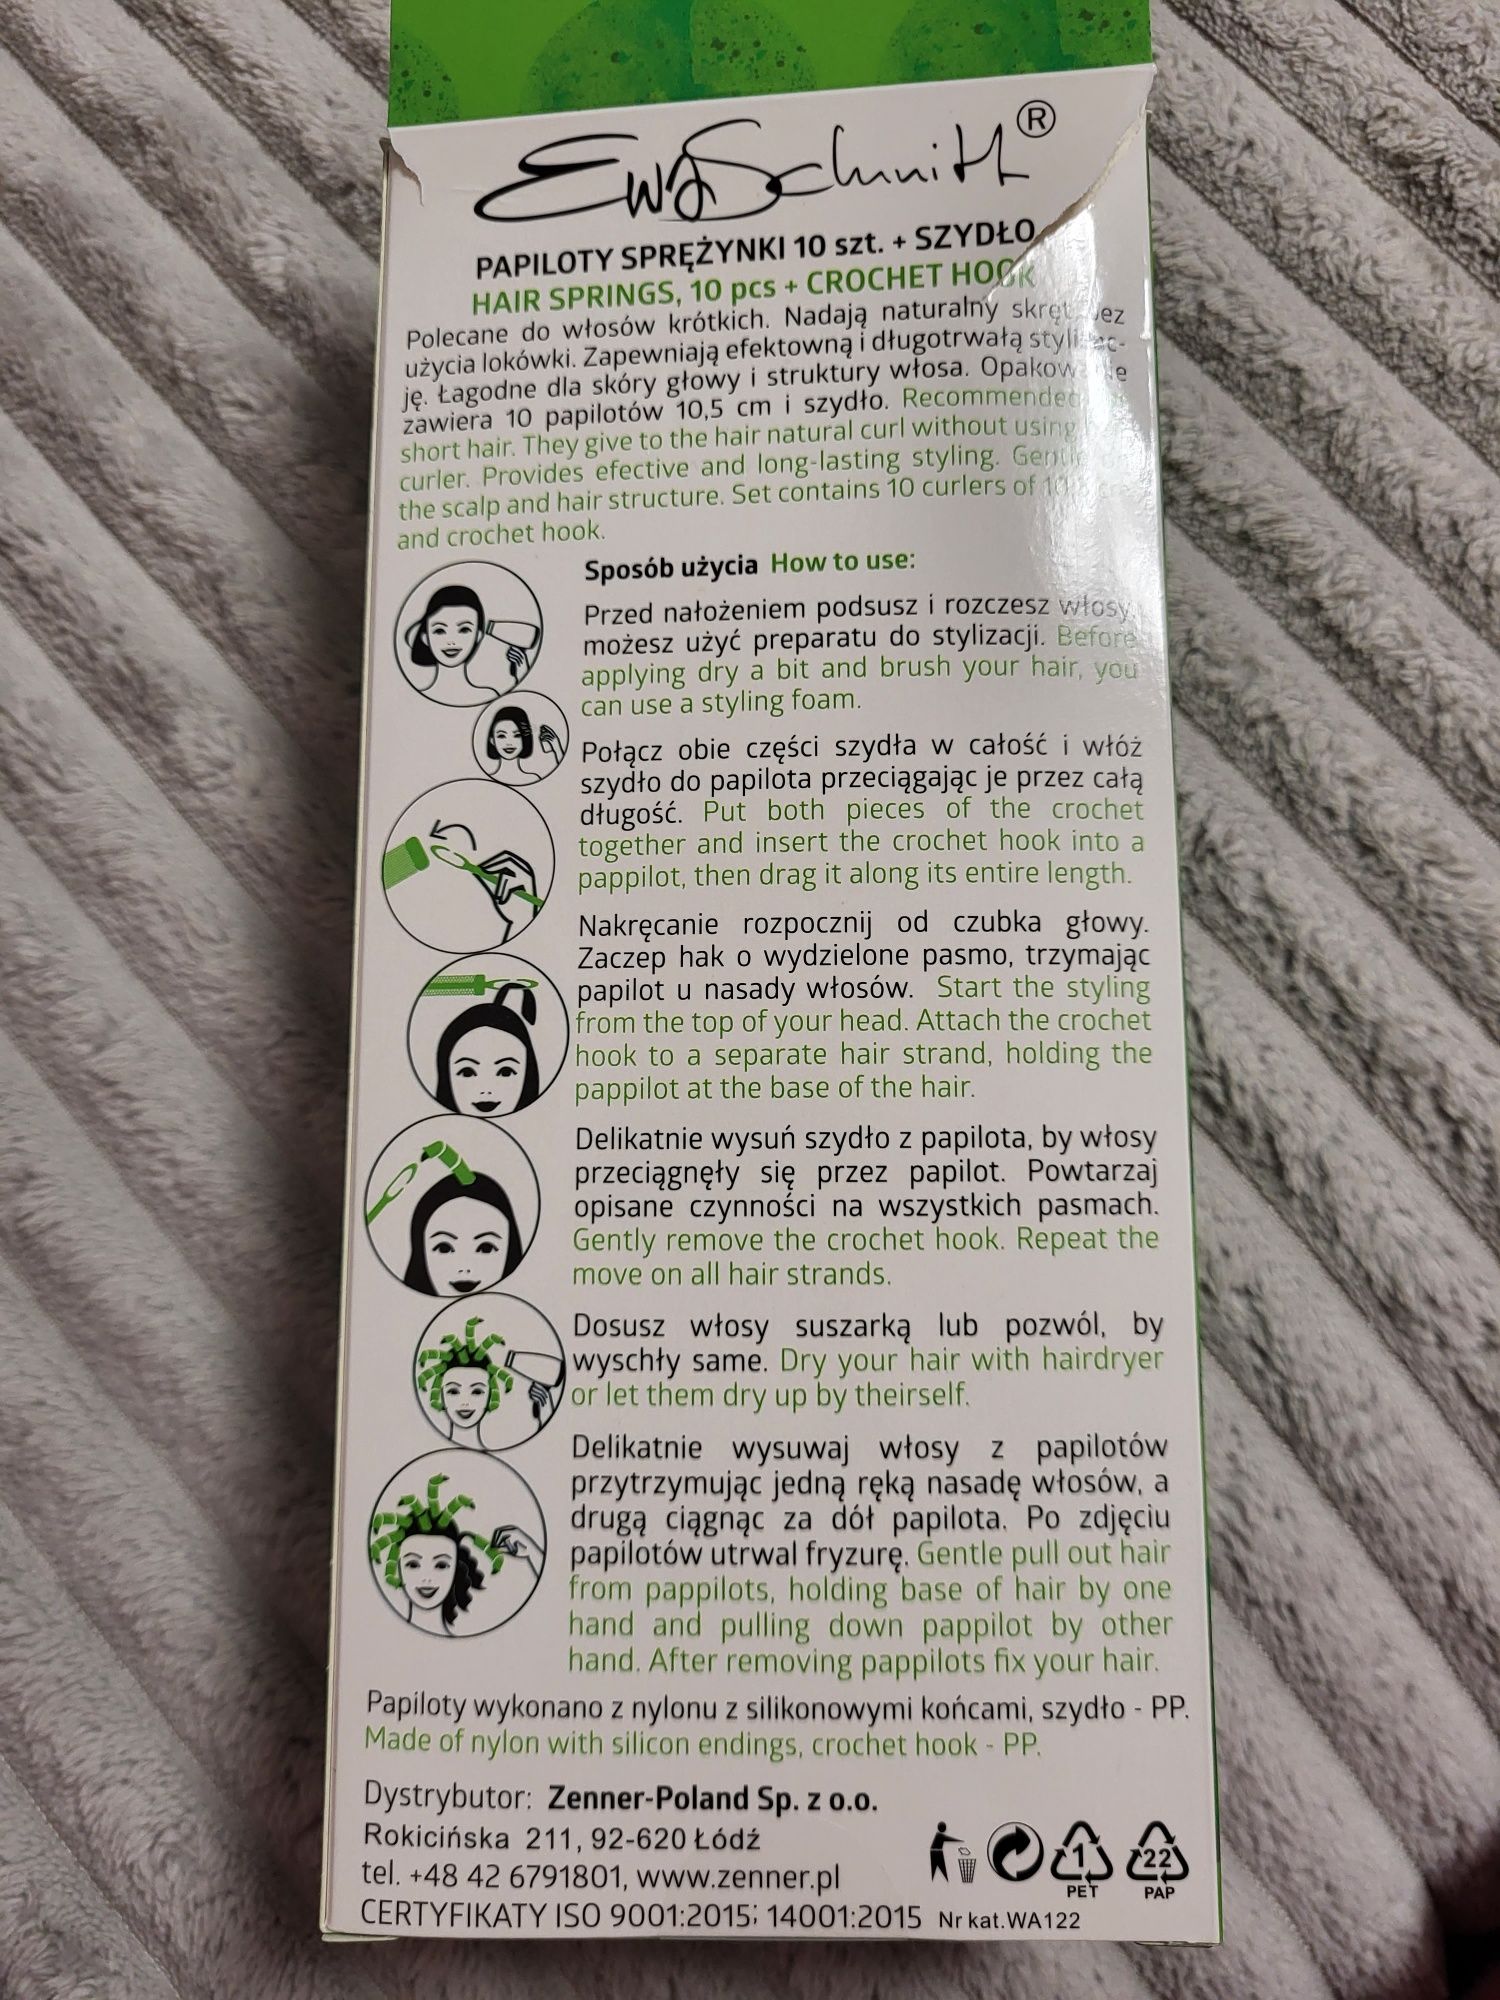 EwaSchmitt®
PAPILOTY SPRĘŻYNKI 10 szt. + SZYDŁO
HAIR SPRINGS, 10 pcs + CROCHET HOOK
Polecane do włosów krótkich. Nadają naturalny skręt
użycia lokówki. Zapewniają efektowną i długotrwałą
ję. Łagodne dla skóry głowy i struktury włosa.
zawiera 10 papilotów 10,5 cm i szydło. Recommended
short hair. They give to the hair natural curl without using
curler. Provides efective and long-lasting styling.
the scalp and hair structure. Set contains 10 curlers of
and crochet hook.
Sposób użycia How to use:
Przed nałożeniem podsusz i rozczesz włosy,
możesz użyć preparatu do stylizacji. Before
applying dry a bit and brush your hair, you
can use a styling foam.
Połącz obie części szydła w całość i włóż
szydło do papilota przeciągając je przez całą
długość. Put both pieces of the crochet
together and insert the crochet hook into a
pappilot, then drag it along its entire length.
Nakręcanie rozpocznij od czubka głowy.
Zaczep hak o wydzielone pasmo, trzymając
papilot u nasady włosów. Start the styling
from the top of your head. Attach the crochet
hook to a separate hair strand, holding the
pappilot at the base of the hair.
Delikatnie wysuń szydło z papilota, by włosy
przeciągnęły się przez papilot. Powtarzaj
opisane czynności na wszystkich pasmach.
Gently remove the crochet hook. Repeat the
move on all hair strands.
Dosusz włosy suszarką lub pozwól, by
wyschły same. Dry your hair with hairdryer
or let them dry up by theirself.
Delikatnie wysuwaj włosy z papilotów
przytrzymując jedną ręką nasadę włosów, a
drugą ciągnąc za dół papilota. Po zdjęciu
papilotów utrwal fryzurę. Gentle pull out hair
from pappilots, holding base of hair by one
hand and pulling down pappilot by other
hand. After removing pappilots fix your hair.
Papiloty wykonano z nylonu z silikonowymi końcami, szydło - PP.
Made of nylon with silicon endings, crochet hook - PP.
Dystrybutor: Zenner-Poland Sp. z o.o.
Rokicińska 211, 92-620 Łódź
tel. +48 42 6791801, www.zenner.pl
CERTYFIKATY ISO 9001:2015; 14001:2015 Nr kat.WA122
1 22
PET PAP